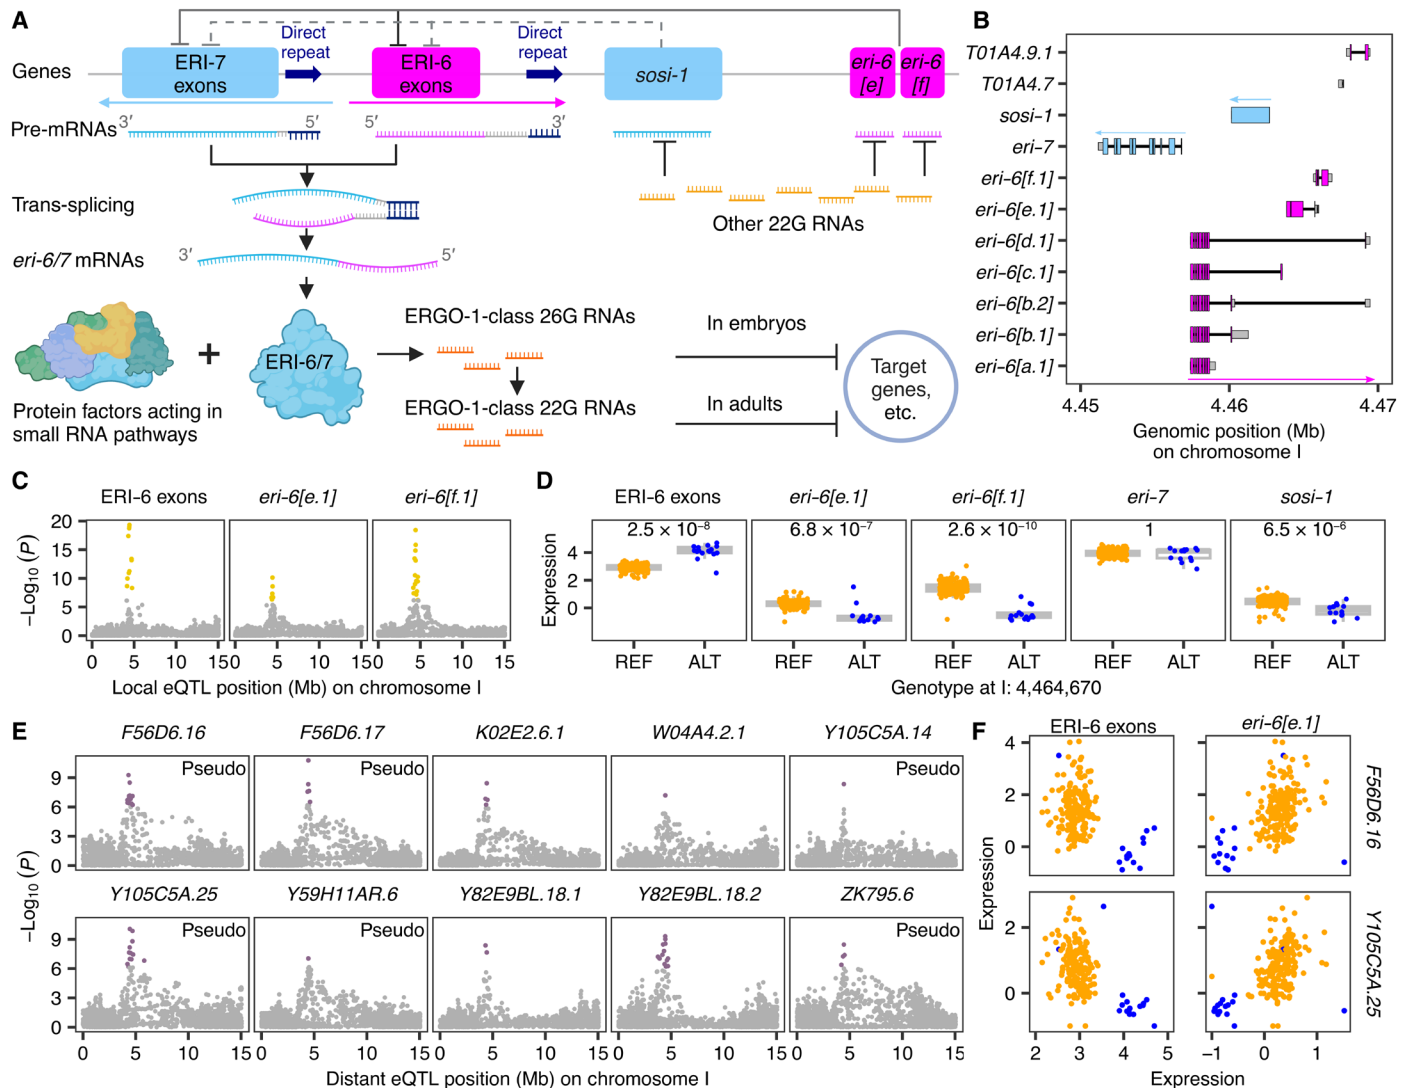 A
Genes
ERI-7
exons
Direct
repeat
ERI-6
exons
Direct
repeat
sosi-1
eri-6
[e]
eri-6
[f]
Pre-mRNAs
3′
5′
5′
3′
Trans-splicing
Other 22G RNAs
eri-6/7 mRNAs
3′
5′
ERI-6/7
+
Protein factors acting in
small RNA pathways
ERGO-1-class 26G RNAs
ERGO-1-class 22G RNAs
In embryos
In adults
Target
genes,
etc.
B
T01A4.9.1
T01A4.7
sosi-1
eri-7
eri-6[f.1]
eri-6[e.1]
eri-6[d.1]
eri-6[c.1]
eri-6[b.2]
eri-6[b.1]
eri-6[a.1]
4.45 4.46 4.47
Genomic position (Mb)
on chromosome I
C
ERI-6 exons eri-6[e.1] eri-6[f.1]
−Log10 (P)
20
15
10
5
0
0 5 10 15 0 5 10 15 0 5 10 15
Local eQTL position (Mb) on chromosome I
D
ERI-6 exons eri-6[e.1] eri-6[f.1] eri-7 sosi-1
2.5 × 10−8 6.8 × 10−7 2.6 × 10−10 1 6.5 × 10−6
Expression
4
2
0
REF ALT REF ALT REF ALT REF ALT REF ALT
Genotype at I: 4,464,670
E
F56D6.16 F56D6.17 K02E2.6.1 W04A4.2.1 Y105C5A.14
Pseudo Pseudo Pseudo
9
6
3
0
−Log10 (P)
Y105C5A.25 Y59H11AR.6 Y82E9BL.18.1 Y82E9BL.18.2 ZK795.6
Pseudo Pseudo Pseudo
9
6
3
0
0 5 10 15 0 5 10 15 0 5 10 15 0 5 10 15 0 5 10 15
Distant eQTL position (Mb) on chromosome I
F
ERI-6 exons eri-6[e.1]
4
2
0
F56D6.16
Expression
2
0
Y105C5A.25
2 3 4 5 −1 0 1
Expression